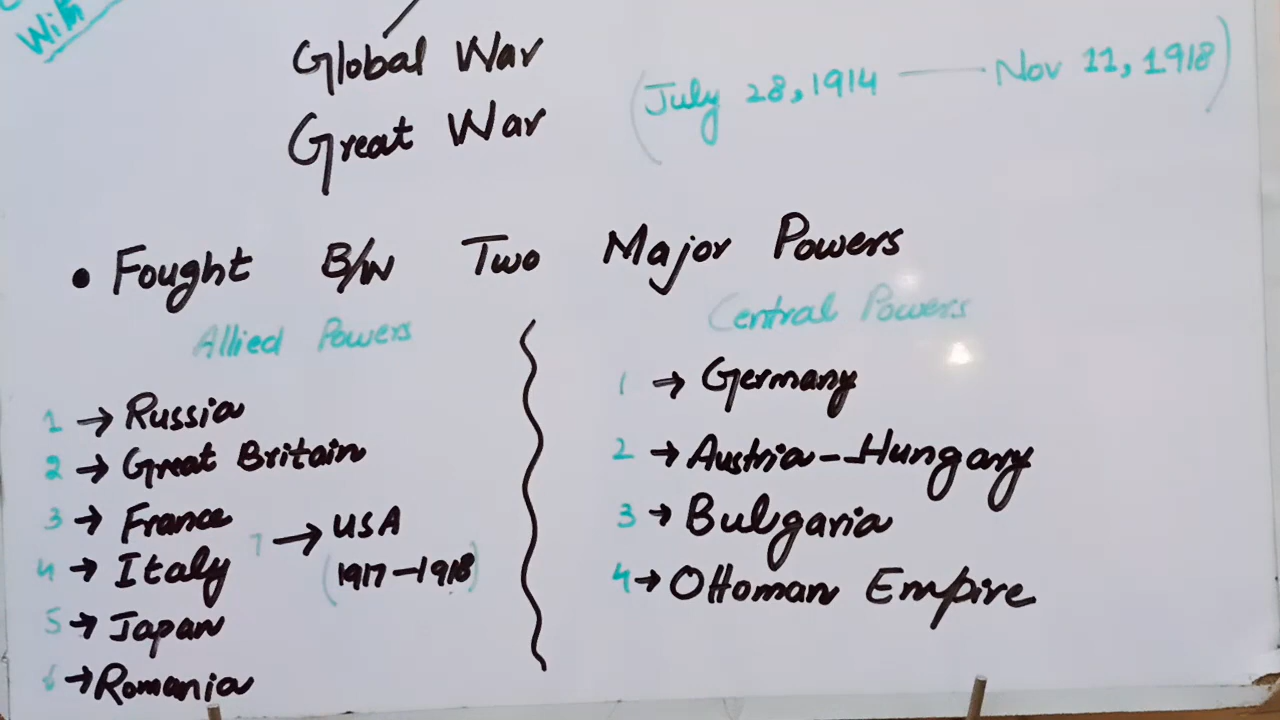 With
Global War
Great War
(July 28, 1914 — Nov 11, 1918)
• Fought B/W Two Major Powers
Allied Powers
1 → Russia
2 → Great Britain
3 → France
4 → Italy
5 → Japan
6 → Romania
7 → USA
(1917-1918)
Central Powers
1 → Germany
2 → Austria-Hungary
3 → Bulgaria
4 → Ottoman Empire